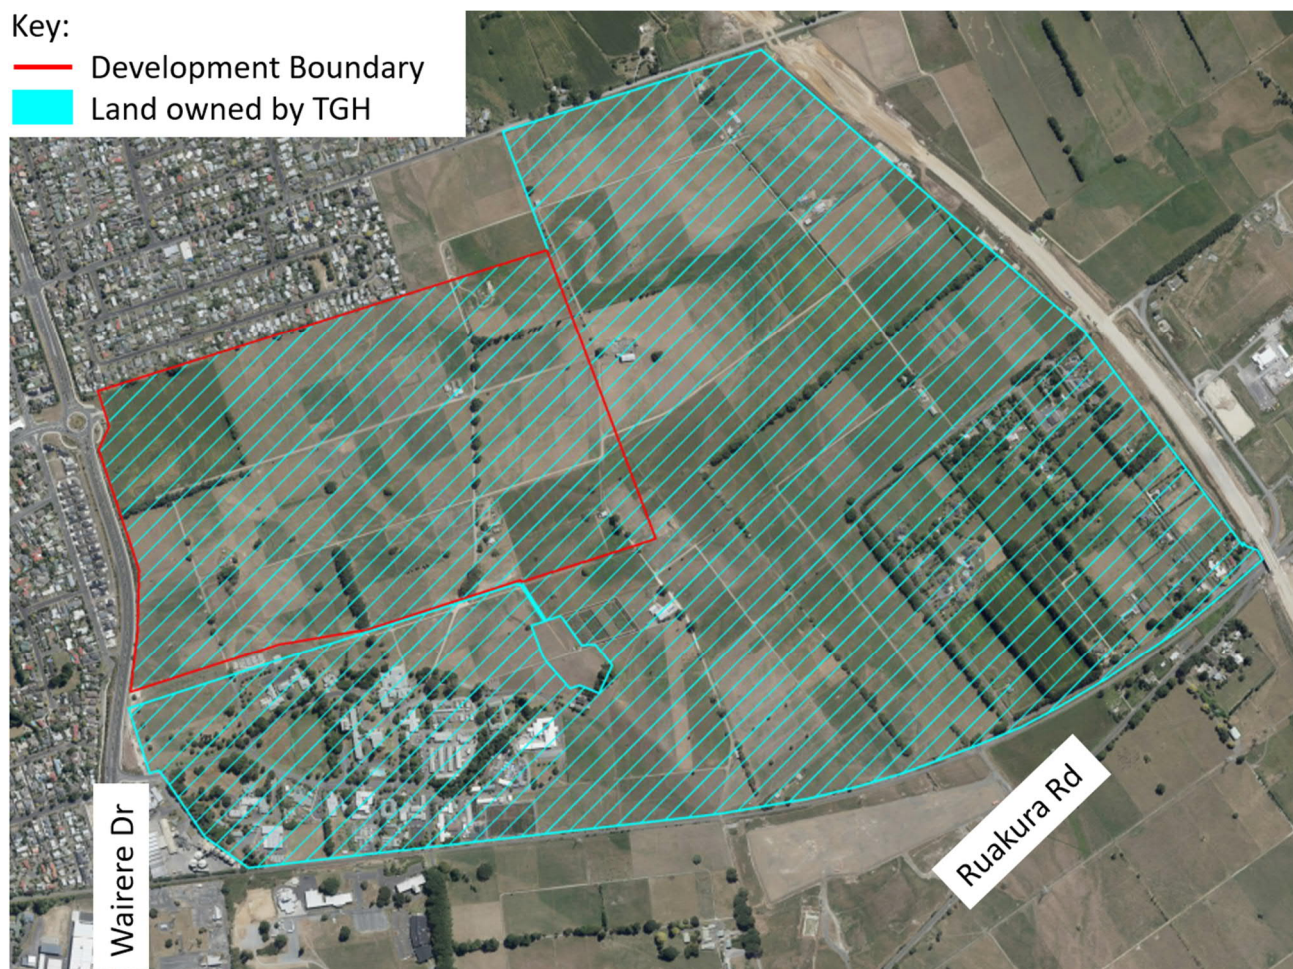 Key:
Development Boundary
Land owned by TGH
Wairere Dr
Ruakura Rd